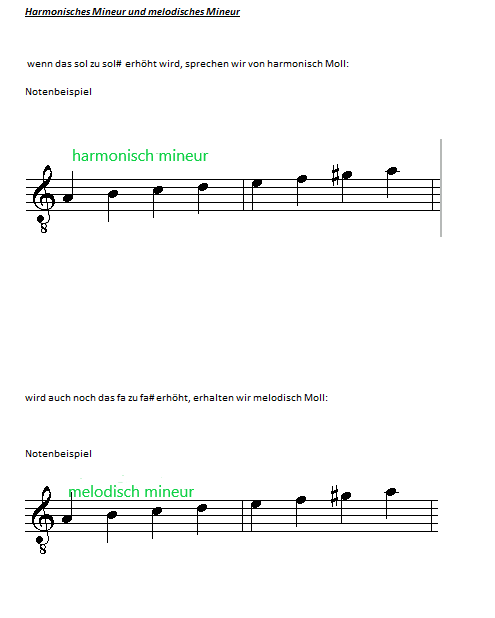 Harmonisches Mineur und melodisches Mineur
wenn das sol zu sol# erhöht wird, sprechen wir von harmonisch Moll:
Notenbeispiel
harmonisch mineur
8
wird auch noch das fa zu fa# erhöht, erhalten wir melodisch Moll:
Notenbeispiel
melodisch mineur
8